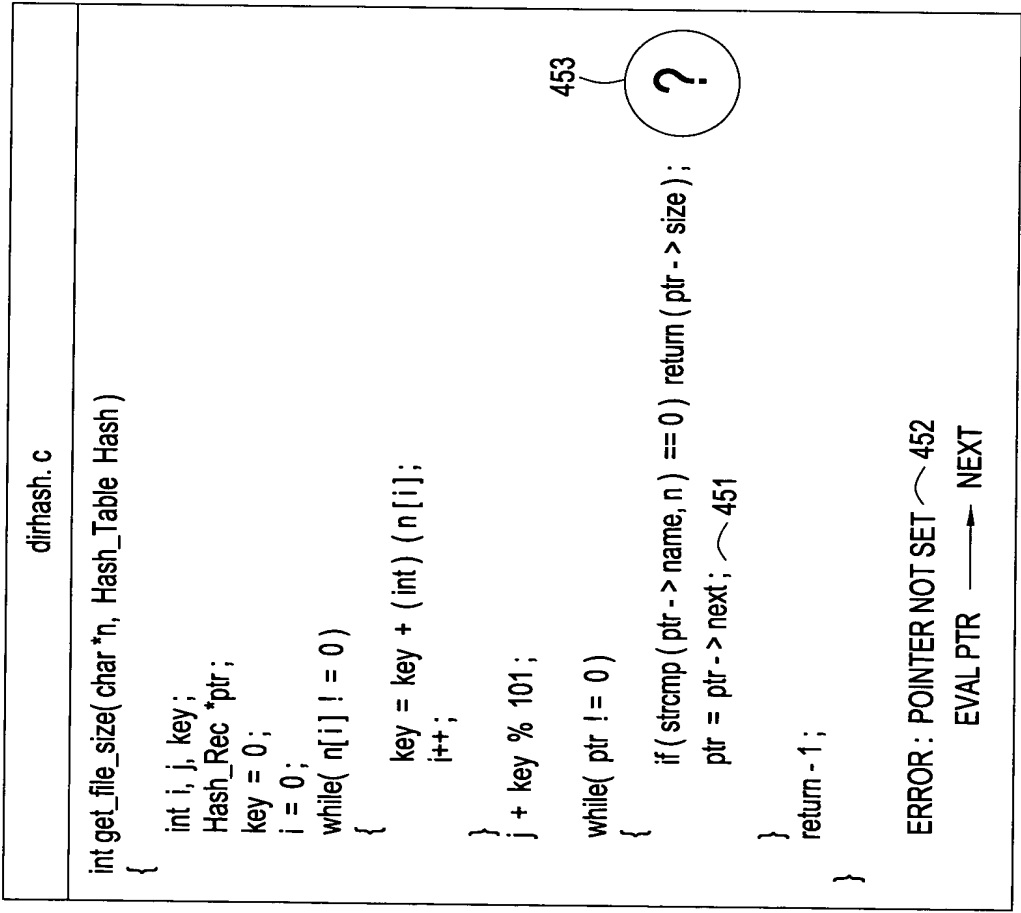 dirhash. c
int get_file_size( char *n, Hash_Table Hash )
{
int i, j, key ;
Hash_Rec *ptr ;
key = 0 ;
i = 0 ;
while( n[ i ] ! = 0 )
{
key = key + ( int ) ( n [ i ] ;
i++ ;
}
j + key % 101 ;
while( ptr ! = 0 )
{
if ( strcmp ( ptr - > name, n ) == 0 ) return ( ptr - > size ) ;
ptr = ptr - > next ; 451
}
return - 1 ;
}
453
?
ERROR : POINTER NOT SET 452
EVAL PTR → NEXT